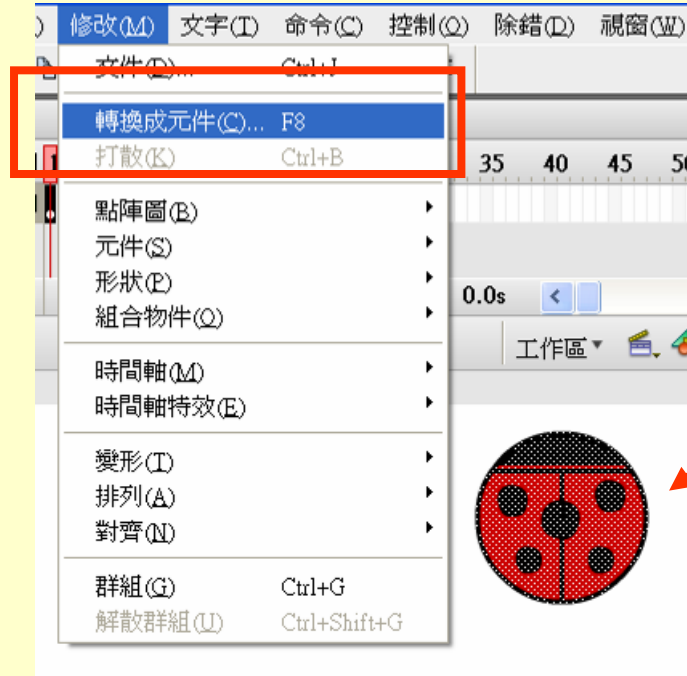 ) 修改(M) 文字(T) 命令(C) 控制(O) 除錯(D) 視窗(W)
文件(D)... Ctrl+J
轉換成元件(C)... F8
打散(K) Ctrl+B
1 35 40 45 50
點陣圖(B)
元件(S)
形狀(P)
0.0s
組合物件(O)
工作區
時間軸(M)
時間軸特效(E)
變形(T)
排列(A)
對齊(N)
群組(G) Ctrl+G
解散群組(U) Ctrl+Shift+G